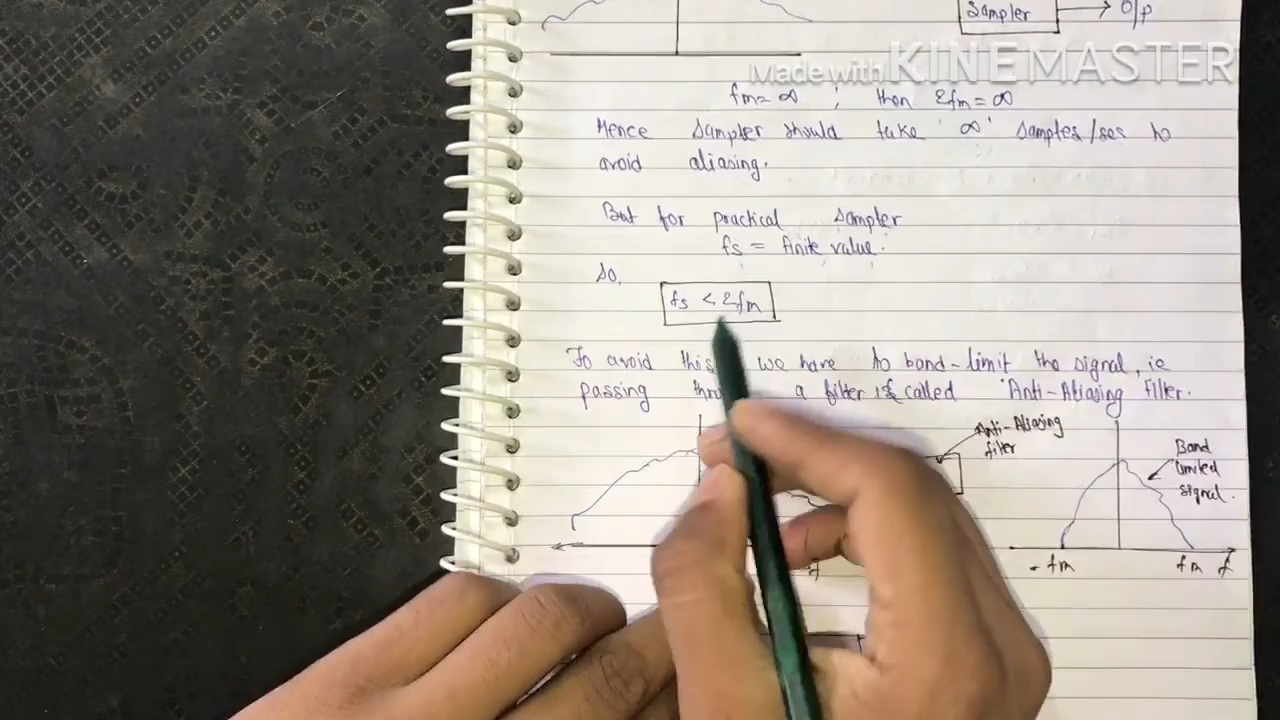 Sampler → O/p
Made with KINEMASTER
fm = ∞ ; then 2fm = ∞
Hence sampler should take '∞' samples/sec to
avoid aliasing.
But for practical sampler
fs = finite value.
So,
fs < 2fm
To avoid this we have to band-limit the signal, ie
passing a filter is called 'Anti-Aliasing filter.
Anti-Aliasing
filter
Band
limited
signal.
- fm
fm
f